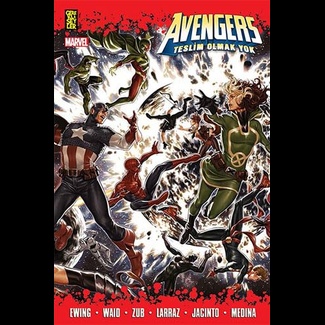 MARVEL
AVENGERS
TESLİM OLMAK YOK
EWING • WAID • ZUB • LARRAZ • JACINTO • MEDINA